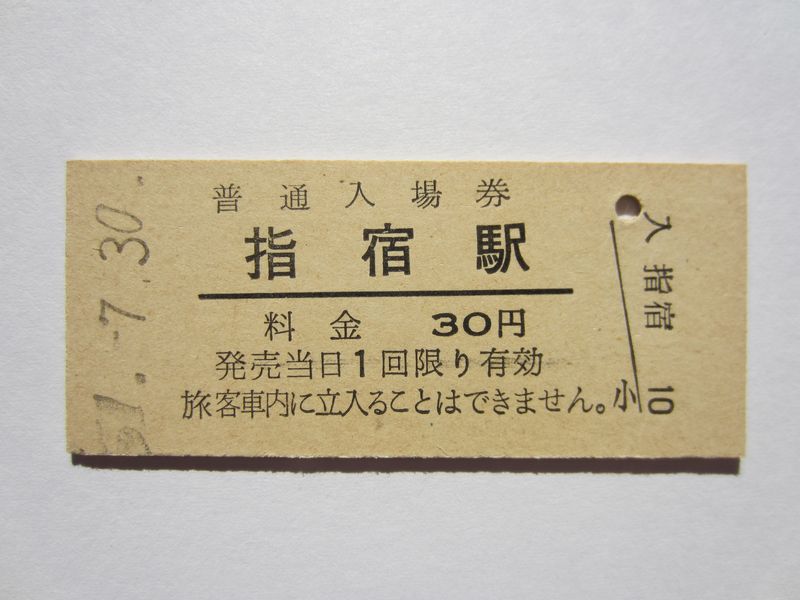 51.-7.30.
普通入場券
指宿駅
料金 30円
発売当日1回限り有効
旅客車内に立入ることはできません。
小
入 指宿 10